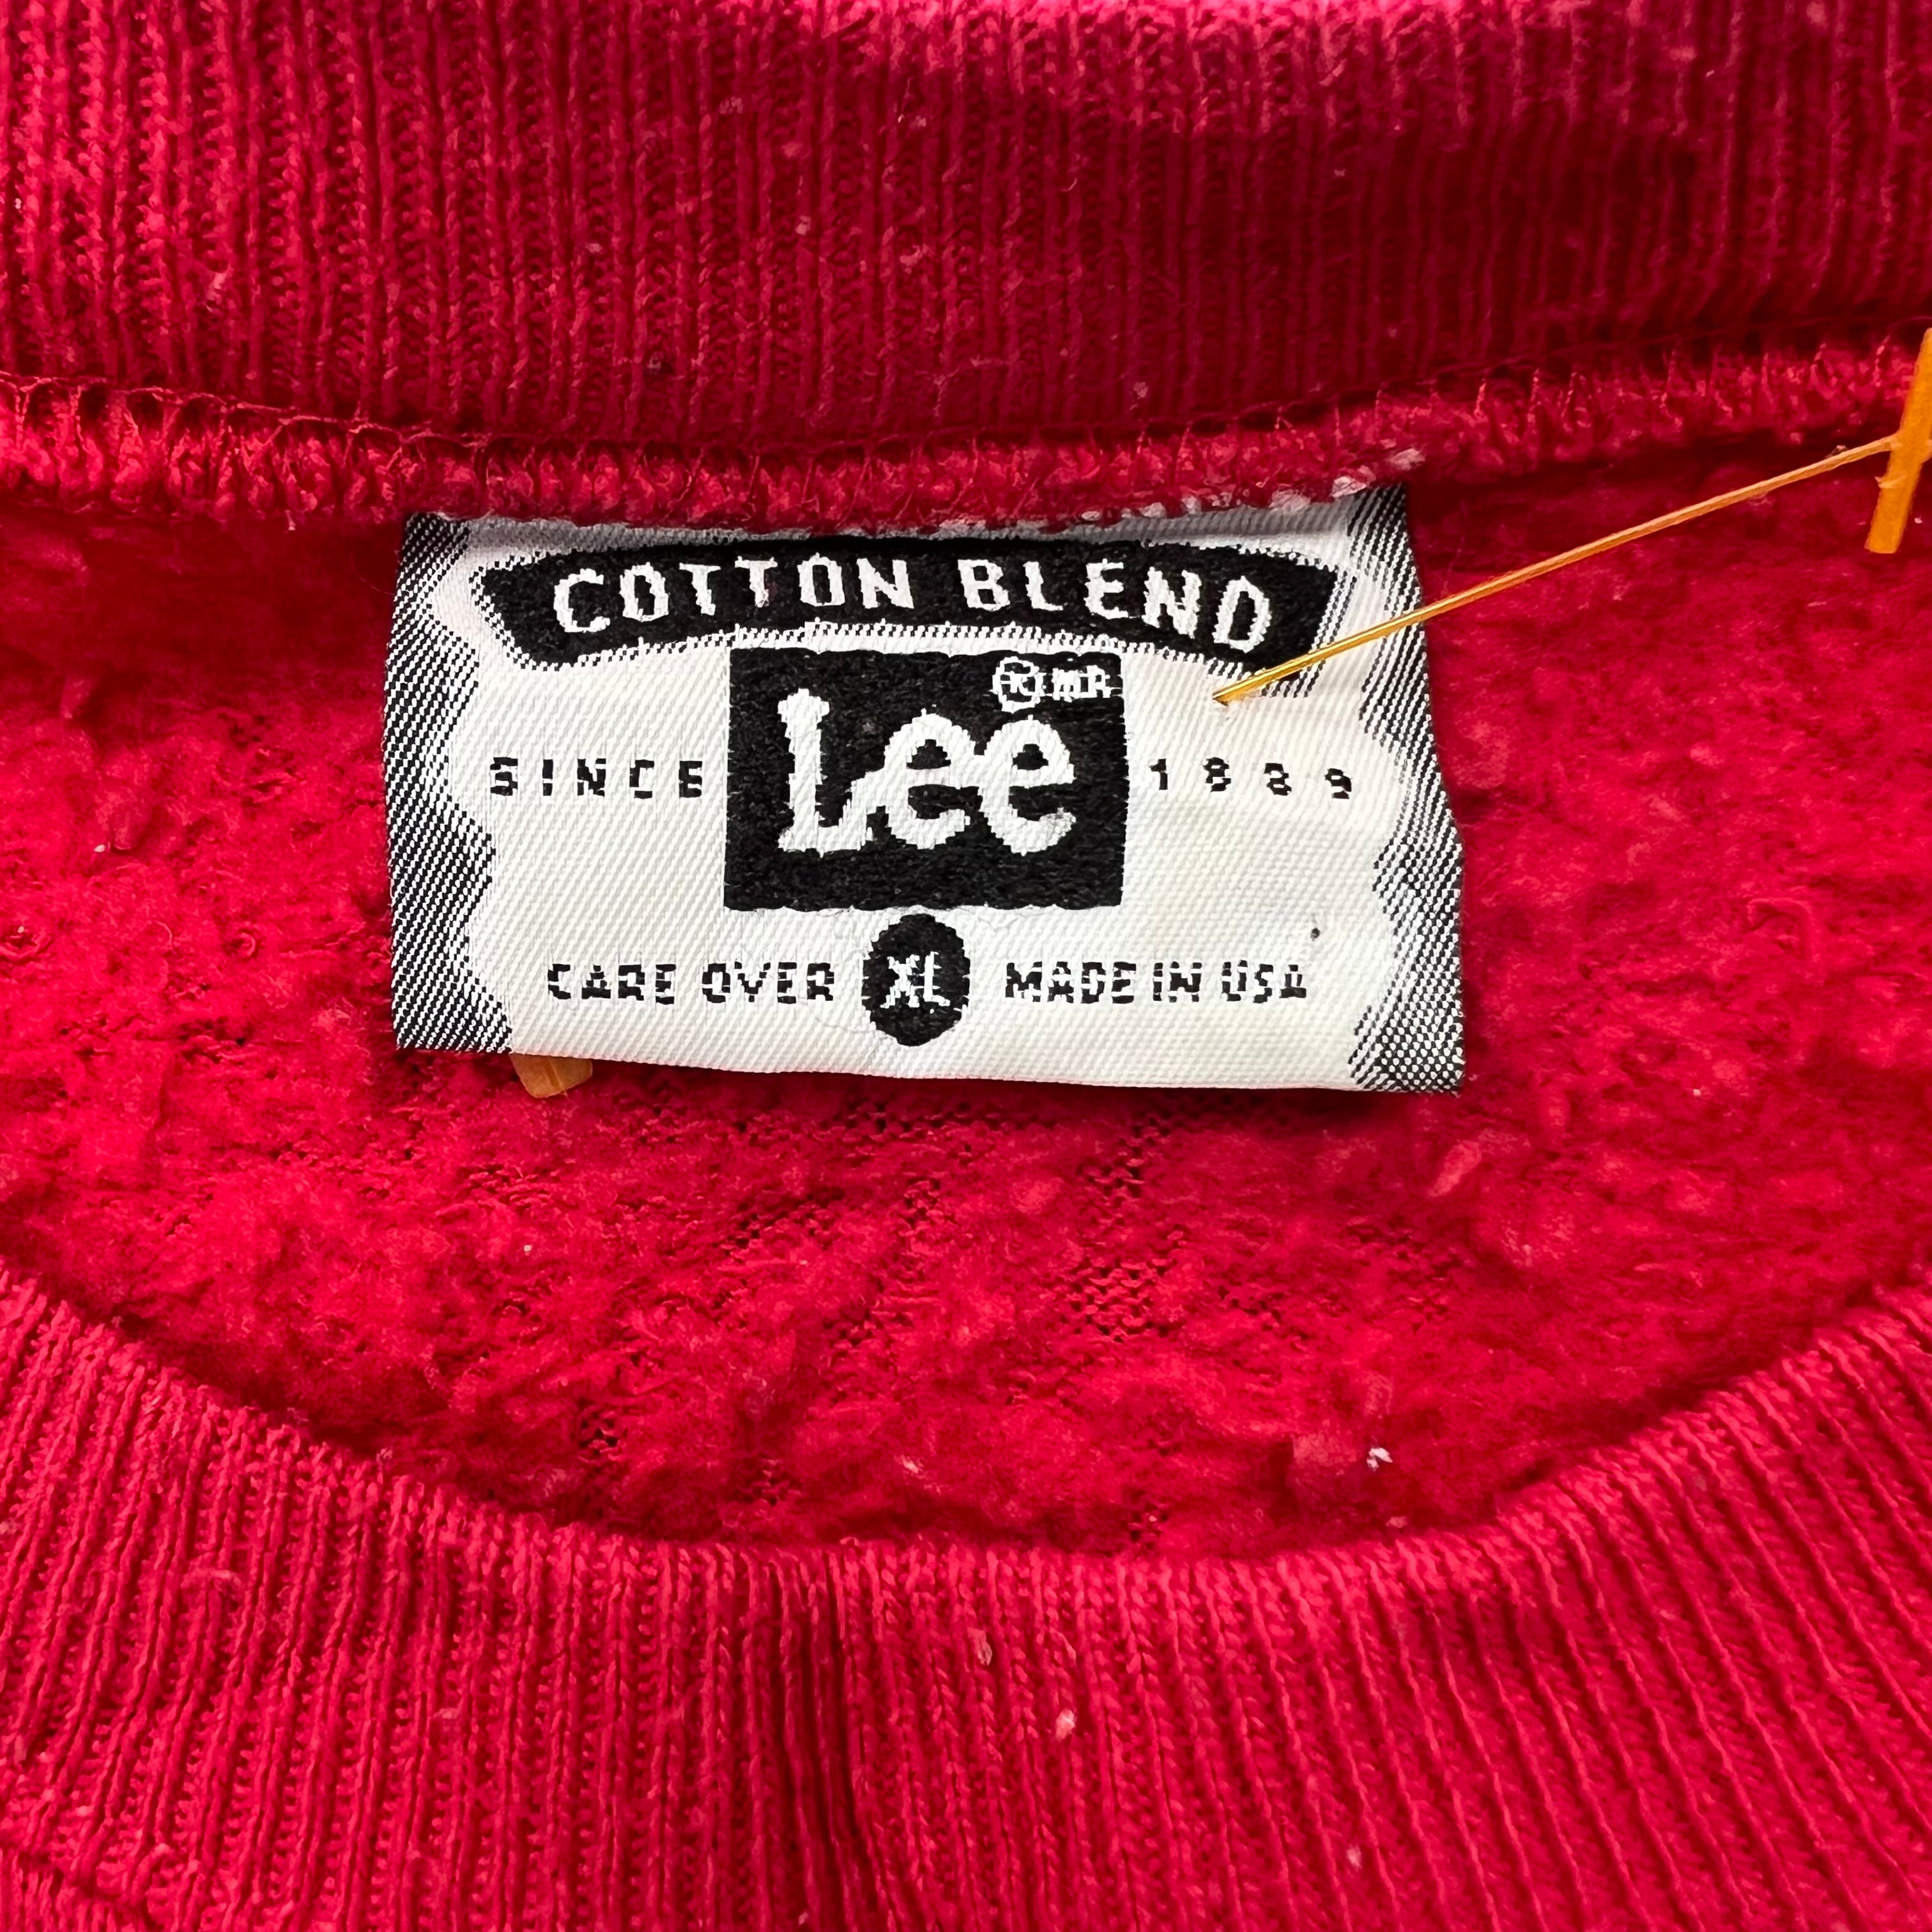 COTTON BLEND
® MR
SINCE Lee 1889
CARE OVER XL MADE IN USA